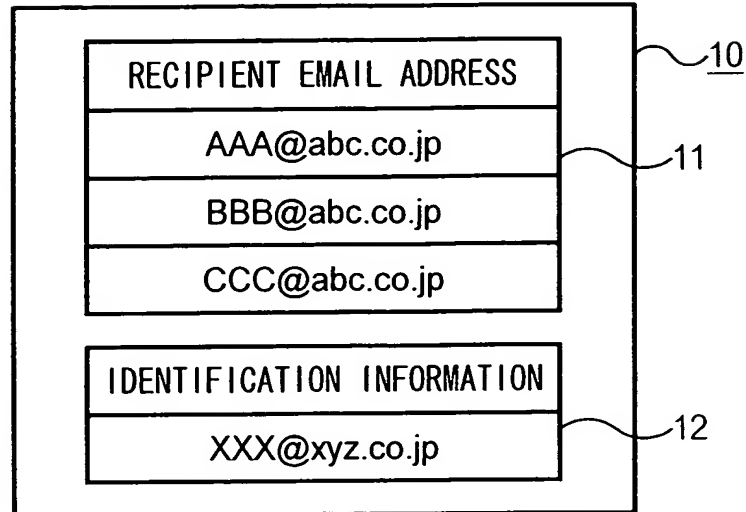 RECIPIENT EMAIL ADDRESS
10
AAA@abc.co.jp
11
BBB@abc.co.jp
CCC@abc.co.jp
IDENTIFICATION INFORMATION
XXX@xyz.co.jp
12